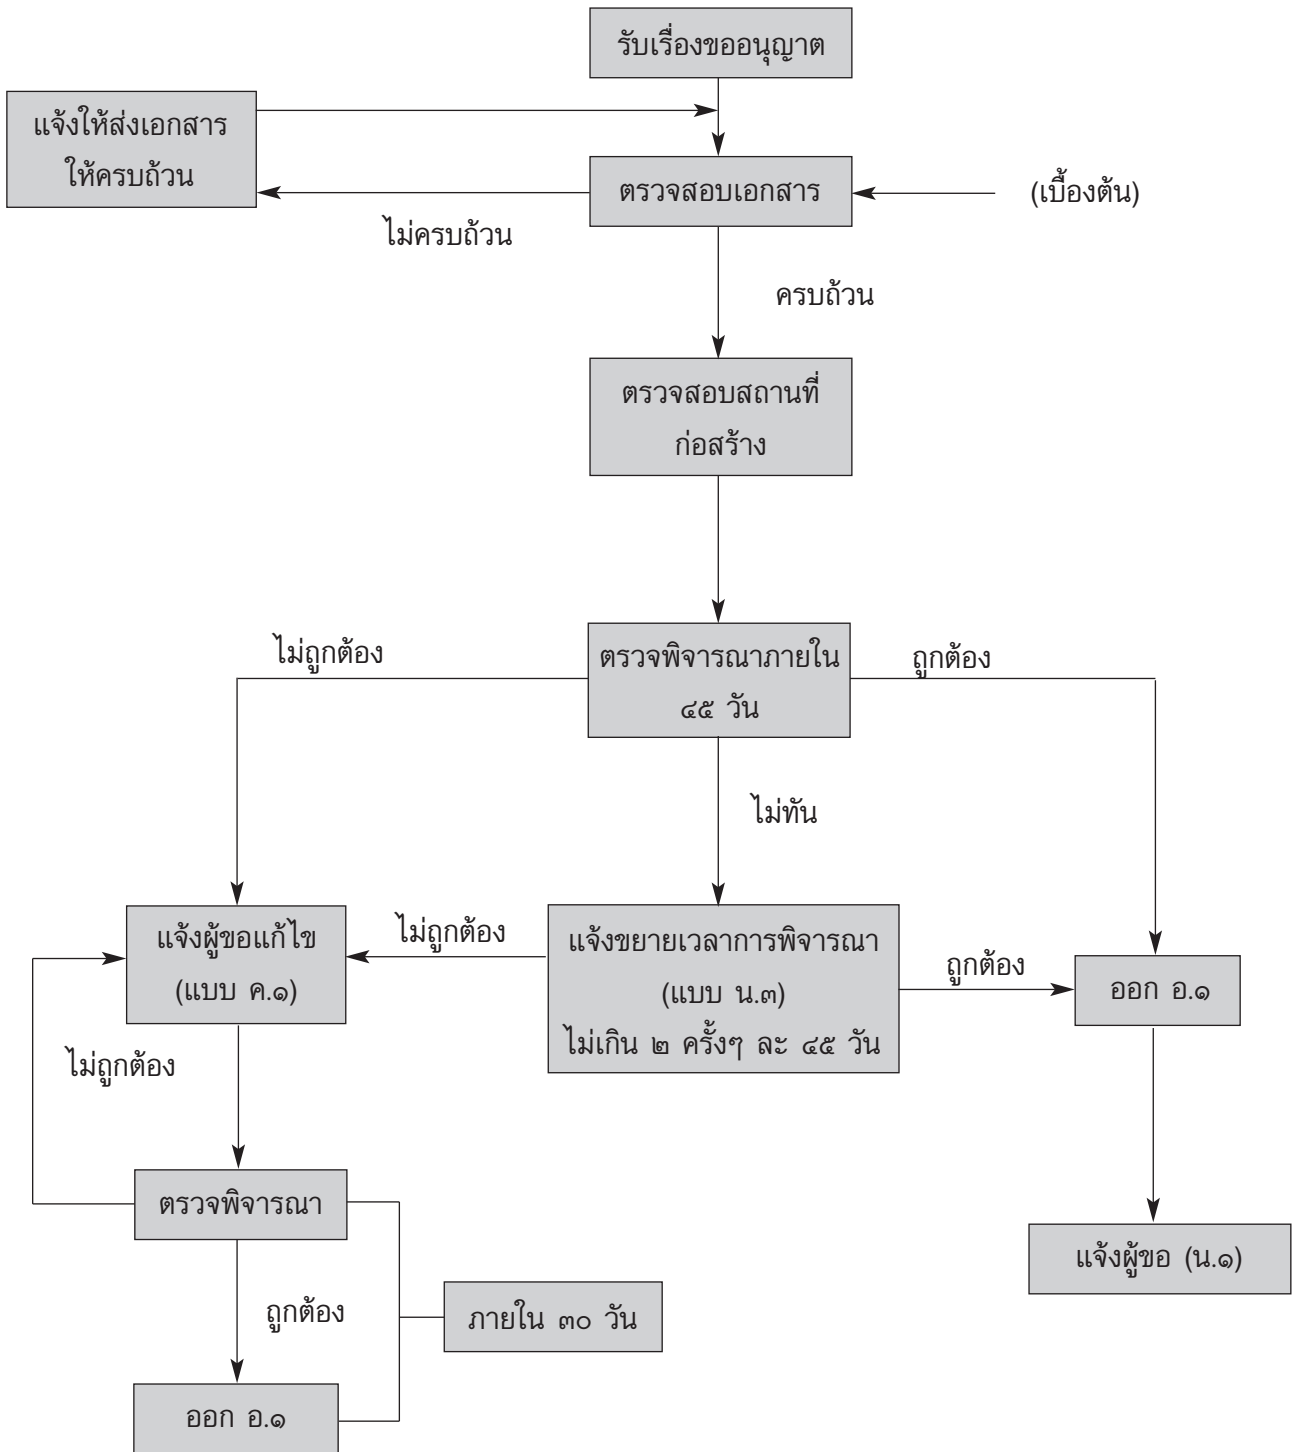 รับเรื่องขออนุญาต
แจ้งให้ส่งเอกสาร
ให้ครบถ้วน
ตรวจสอบเอกสาร
(เบื้องต้น)
ไม่ครบถ้วน
ครบถ้วน
ตรวจสอบสถานที่
ก่อสร้าง
ไม่ถูกต้อง
ตรวจพิจารณาภายใน
๔๕ วัน
ถูกต้อง
ไม่ทัน
แจ้งผู้ขอแก้ไข
(แบบ ค.๑)
ไม่ถูกต้อง
แจ้งขยายเวลาการพิจารณา
(แบบ น.๓)
ไม่เกิน ๒ ครั้งๆ ละ ๔๕ วัน
ถูกต้อง
ออก อ.๑
ไม่ถูกต้อง
ตรวจพิจารณา
แจ้งผู้ขอ (น.๑)
ถูกต้อง
ภายใน ๓๐ วัน
ออก อ.๑